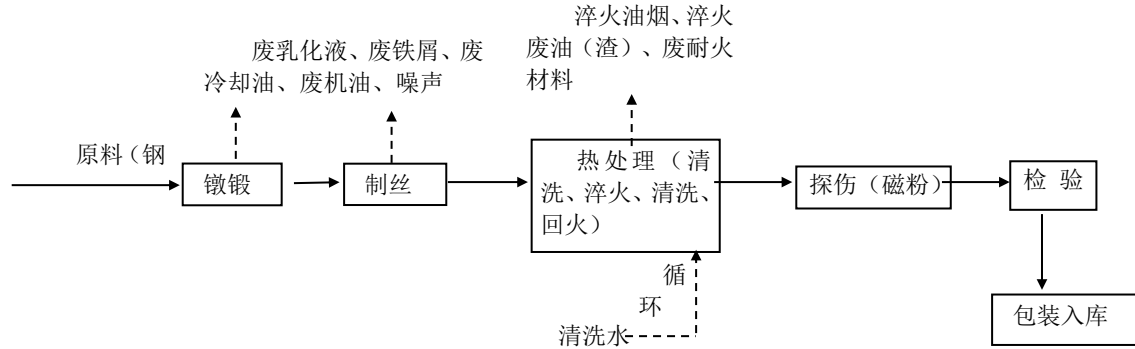 淬火油烟、淬火
废油（渣）、废耐火
材料
废乳化液、废铁屑、废
冷却油、废机油、噪声
原料（钢
镦锻
制丝
热处理（清
洗、淬火、清洗、
回火）
探伤（磁粉）
检 验
循
环
清洗水
包装入库